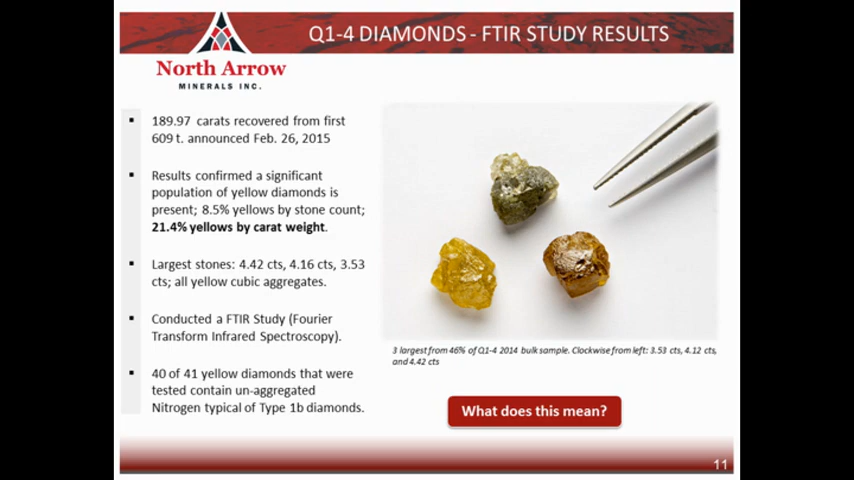 Q1-4 DIAMONDS - FTIR STUDY RESULTS
North Arrow
MINERALS INC.
189.97 carats recovered from first
609 t. announced Feb. 26, 2015
Results confirmed a significant
population of yellow diamonds is
present; 8.5% yellows by stone count;
21.4% yellows by carat weight.
Largest stones: 4.42 cts, 4.16 cts, 3.53
cts; all yellow cubic aggregates.
Conducted a FTIR Study (Fourier
Transform Infrared Spectroscopy).
40 of 41 yellow diamonds that were
tested contain un-aggregated
Nitrogen typical of Type 1b diamonds.
3 largest from 46% of Q1-4 2014 bulk sample. Clockwise from left: 3.53 cts, 4.12 cts,
and 4.42 cts
What does this mean?
11